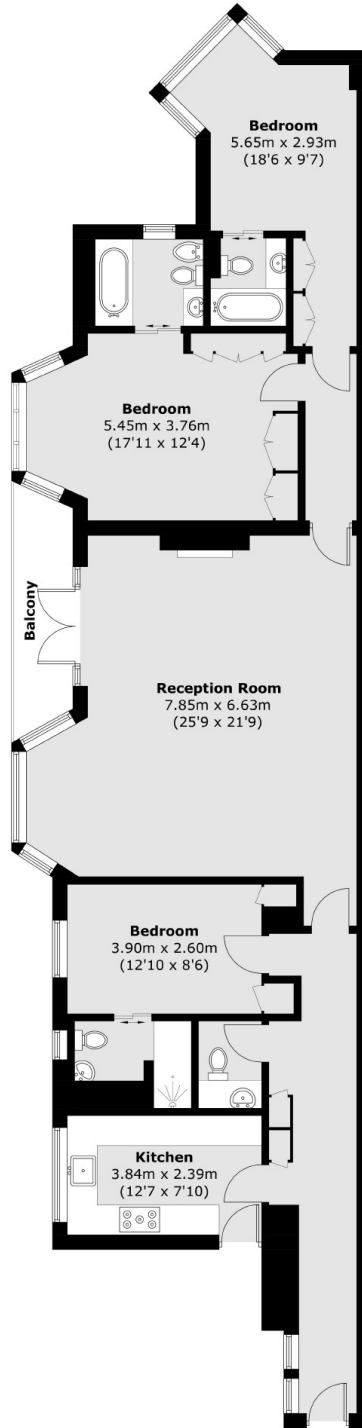 Bedroom
5.65m x 2.93m
(18'6 x 9'7)
Bedroom
5.45m x 3.76m
(17'11 x 12'4)
Balcony
Reception Room
7.85m x 6.63m
(25'9 x 21'9)
Bedroom
3.90m x 2.60m
(12'10 x 8'6)
Kitchen
3.84m x 2.39m
(12'7 x 7'10)